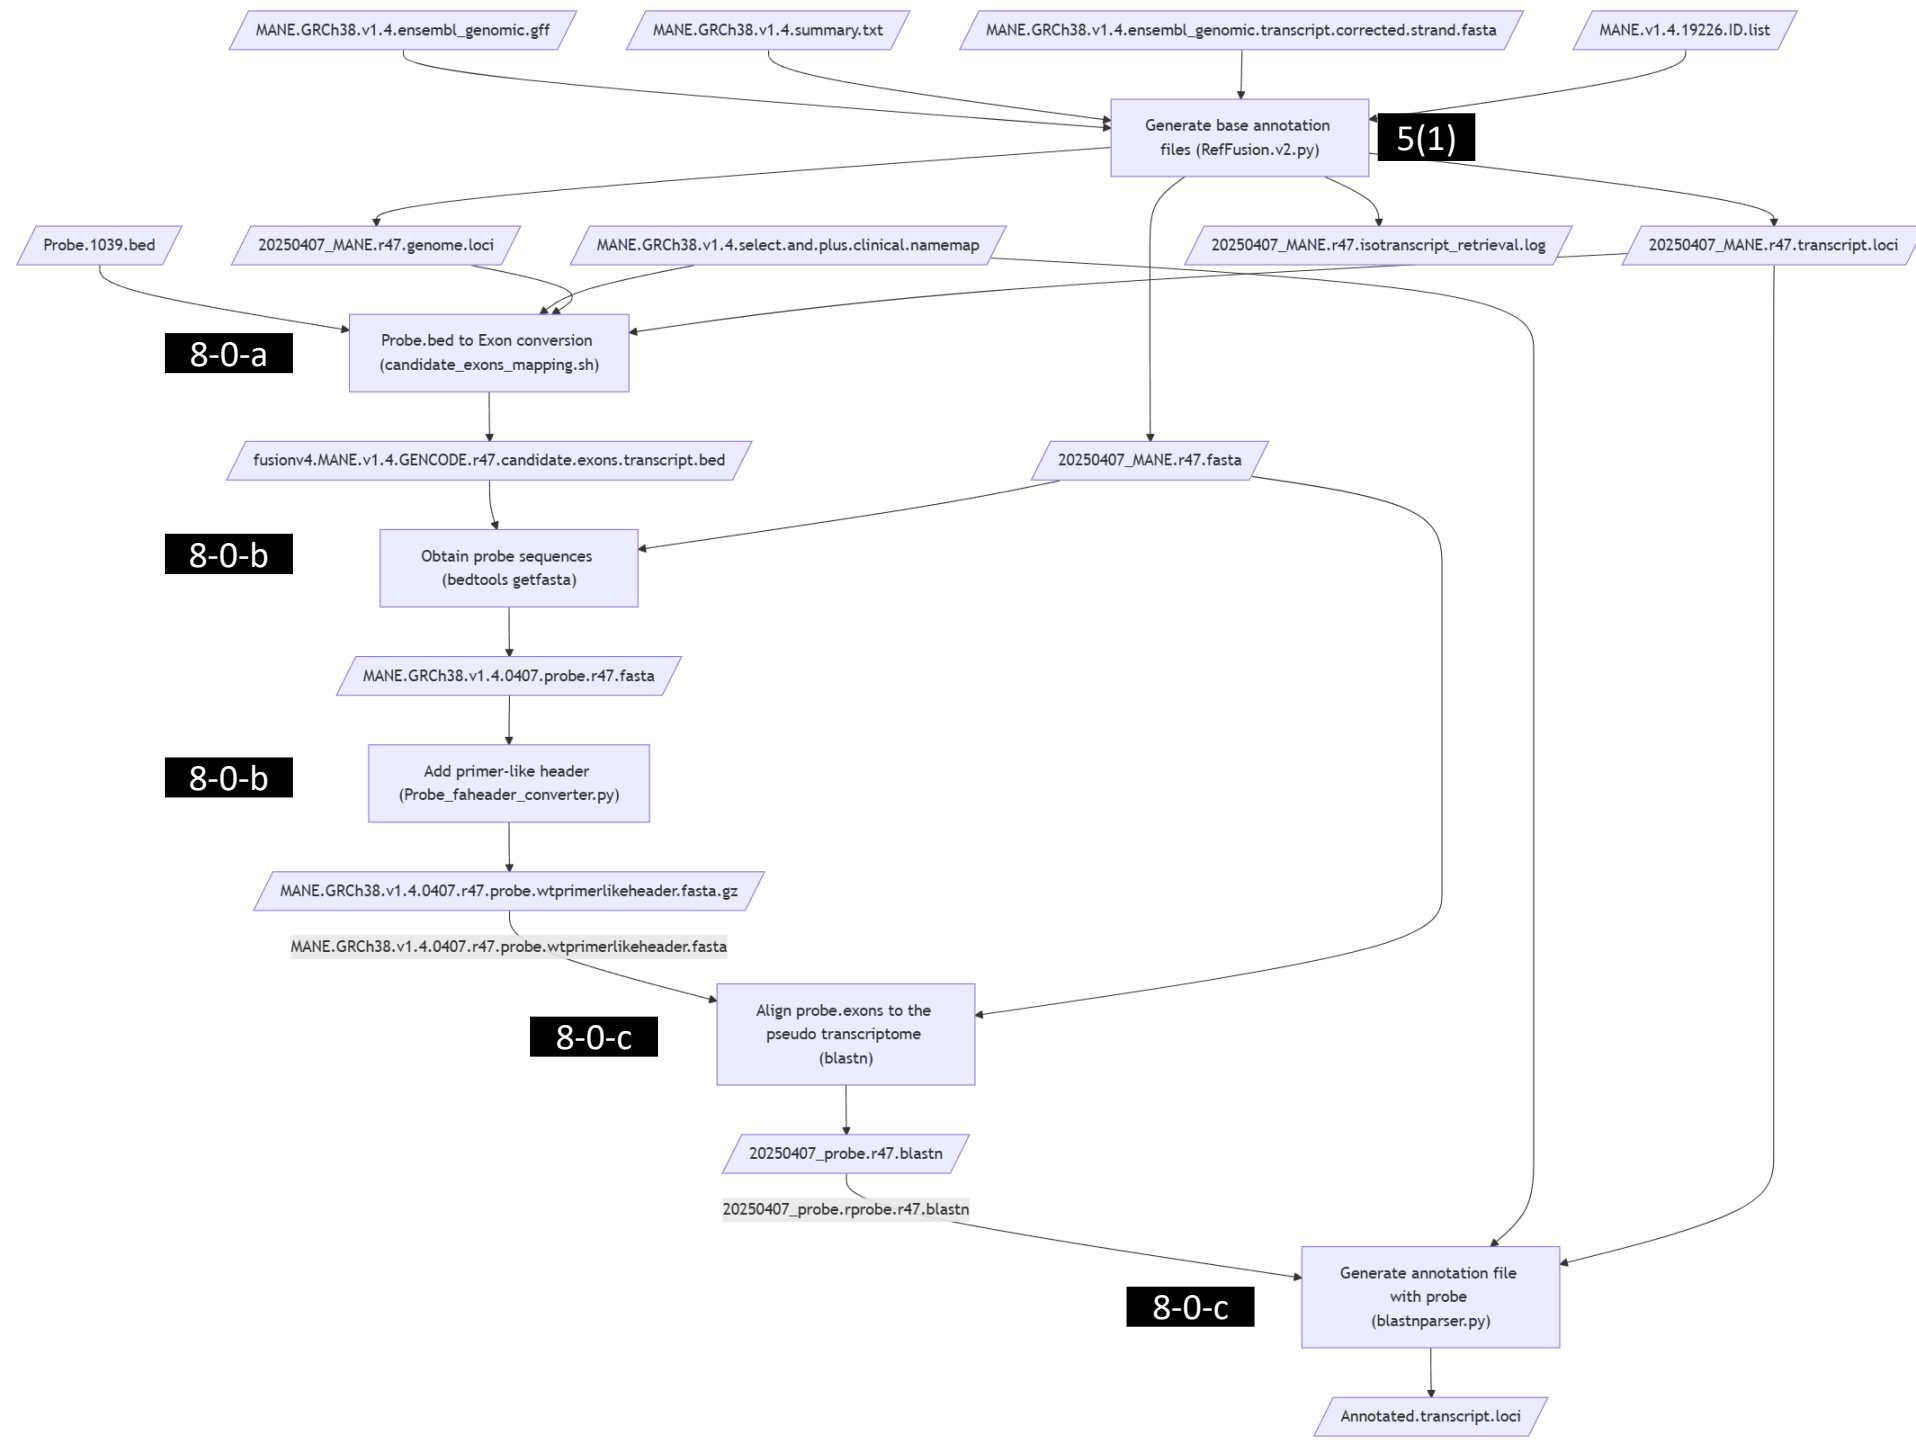 MANE.GRCh38.v1.4.ensembl_genomic.gff
MANE.GRCh38.v1.4.summary.txt
MANE.GRCh38.v1.4.ensembl_genomic.transcript.corrected.strand.fasta
MANE.v1.4.19226.ID.list
Generate base annotation
files (RefFusion.v2.py)
5(1)
Probe.1039.bed
20250407_MANE.r47.genome.loci
MANE.GRCh38.v1.4.select.and.plus.clinical.namemap
20250407_MANE.r47.isotranscript_retrieval.log
20250407_MANE.r47.transcript.loci
8-0-a
Probe.bed to Exon conversion
(candidate_exons_mapping.sh)
fusionv4.MANE.v1.4.GENCODE.r47.candidate.exons.transcript.bed
20250407_MANE.r47.fasta
8-0-b
Obtain probe sequences
(bedtools getfasta)
MANE.GRCh38.v1.4.0407.probe.r47.fasta
8-0-b
Add primer-like header
(Probe_faheader_converter.py)
MANE.GRCh38.v1.4.0407.r47.probe.wtprimerlikeheader.fasta.gz
MANE.GRCh38.v1.4.0407.r47.probe.wtprimerlikeheader.fasta
8-0-c
Align probe.exons to the
pseudo transcriptome
(blastn)
20250407_probe.r47.blastn
20250407_probe.rprobe.r47.blastn
8-0-c
Generate annotation file
with probe
(blastnparser.py)
Annotated.transcript.loci